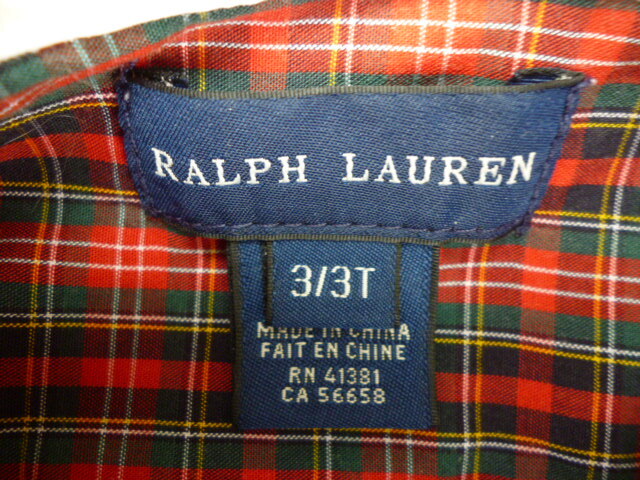 RALPH LAUREN
3/3T
MADE IN CHINA
FAIT EN CHINE
RN 41381
CA 56658